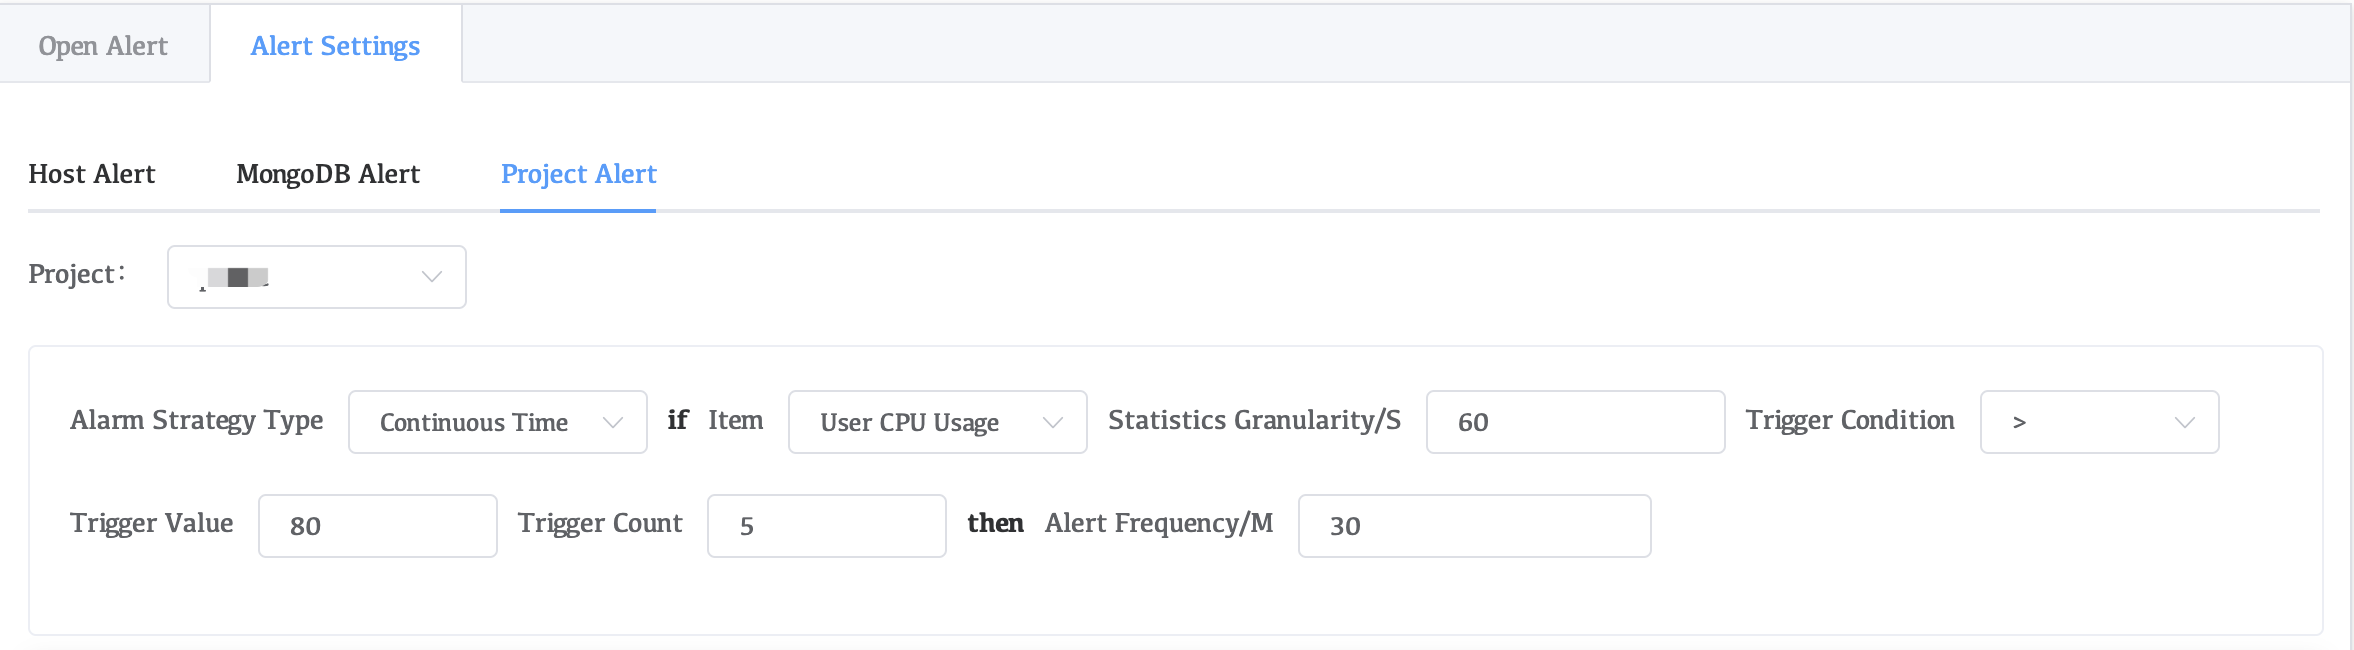 Open Alert Alert Settings
Host Alert MongoDB Alert Project Alert
Project:
Alarm Strategy Type Continuous Time if Item User CPU Usage Statistics Granularity/S 60 Trigger Condition >
Trigger Value 80 Trigger Count 5 then Alert Frequency/M 30